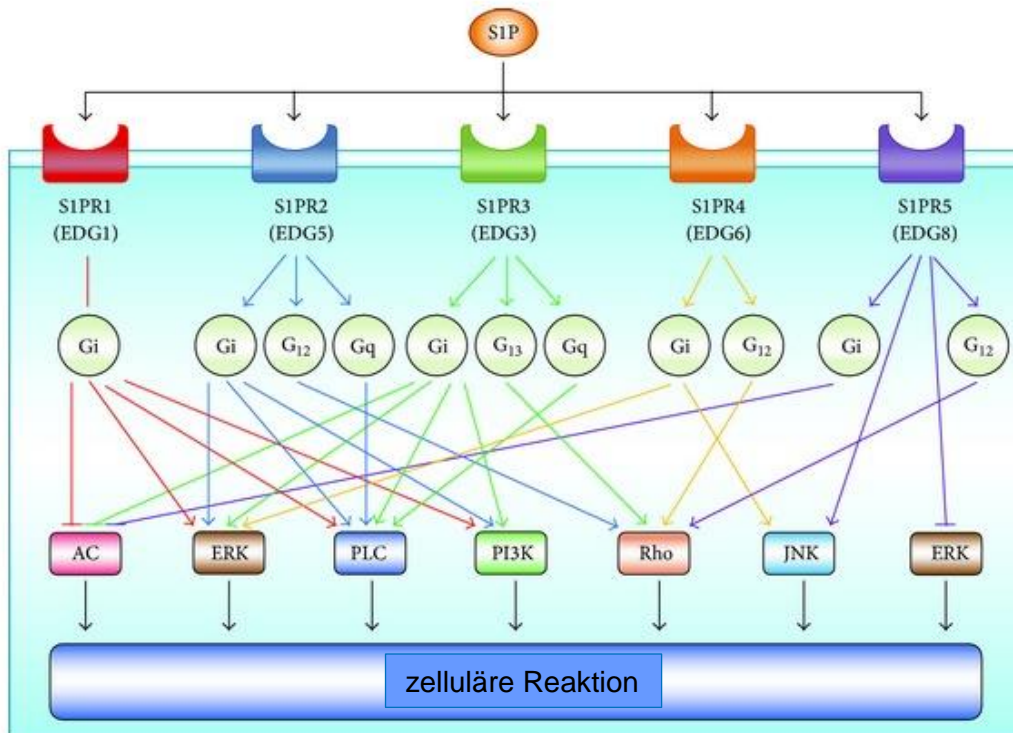 S1P
S1PR1 S1PR2 S1PR3 S1PR4 S1PR5
(EDG1) (EDG5) (EDG3) (EDG6) (EDG8)
Gi Gi G₁₂ Gq Gi G₁₃ Gq Gi G₁₂ Gi G₁₂
AC ERK PLC PI3K Rho JNK ERK
zelluläre Reaktion